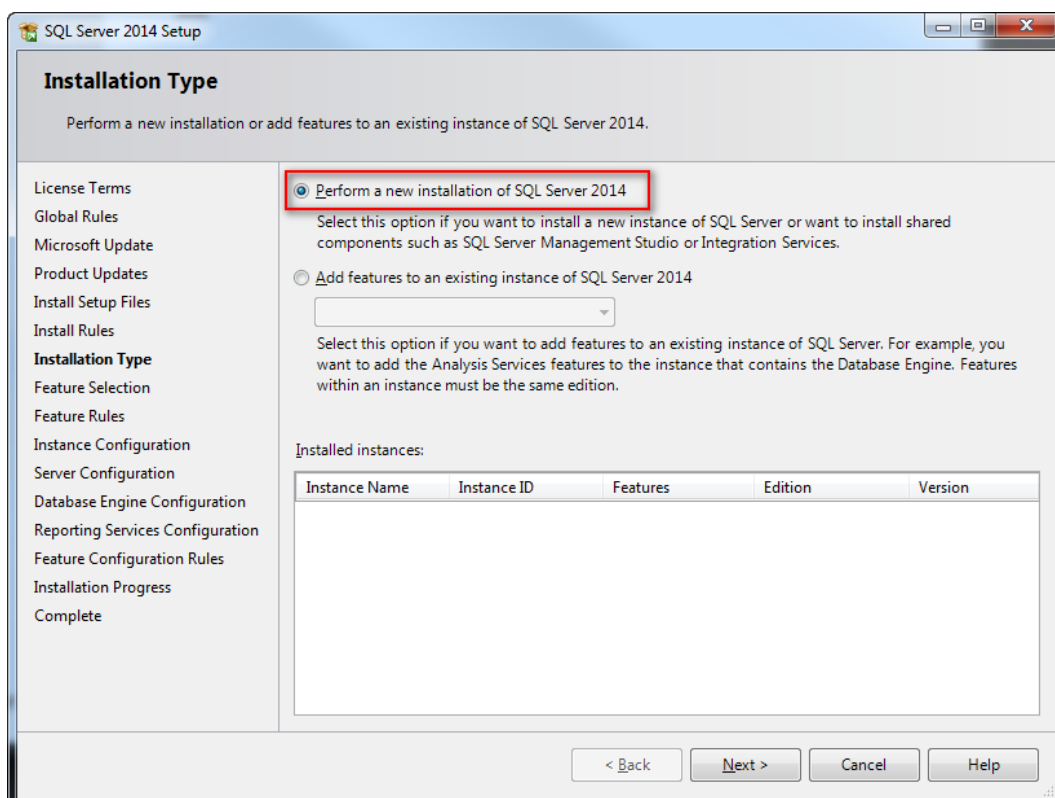 SQL Server 2014 Setup
Installation Type
Perform a new installation or add features to an existing instance of SQL Server 2014.
License Terms
Global Rules
Microsoft Update
Product Updates
Install Setup Files
Install Rules
Installation Type
Feature Selection
Feature Rules
Instance Configuration
Server Configuration
Database Engine Configuration
Reporting Services Configuration
Feature Configuration Rules
Installation Progress
Complete
Perform a new installation of SQL Server 2014
Select this option if you want to install a new instance of SQL Server or want to install shared
components such as SQL Server Management Studio or Integration Services.
Add features to an existing instance of SQL Server 2014
Select this option if you want to add features to an existing instance of SQL Server. For example, you
want to add the Analysis Services features to the instance that contains the Database Engine. Features
within an instance must be the same edition.
Installed instances:
Instance Name Instance ID Features Edition Version
< Back Next > Cancel Help